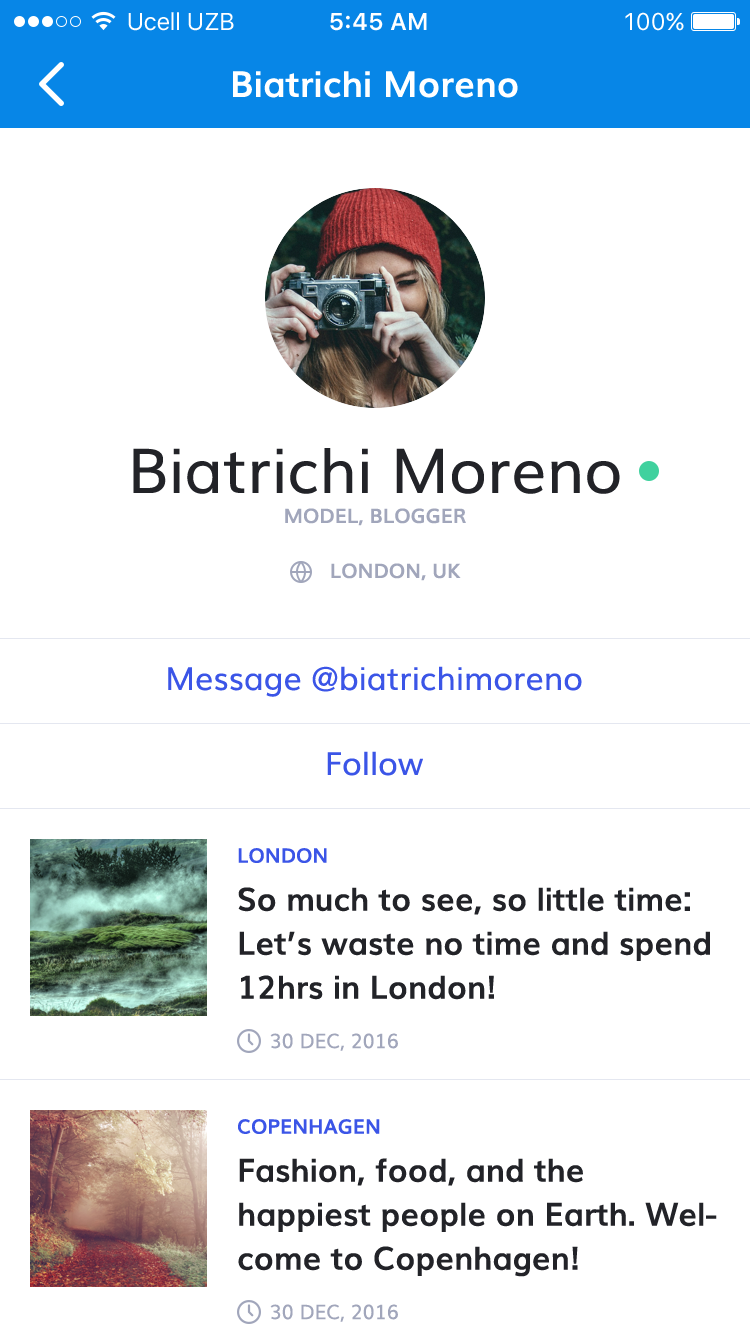 Ucell UZB 5:45 AM 100%
Biatrichi Moreno
Biatrichi Moreno
MODEL, BLOGGER
LONDON, UK
Message @biatrichimoreno
Follow
LONDON
So much to see, so little time:
Let’s waste no time and spend
12hrs in London!
30 DEC, 2016
COPENHAGEN
Fashion, food, and the
happiest people on Earth. Wel-
come to Copenhagen!
30 DEC, 2016